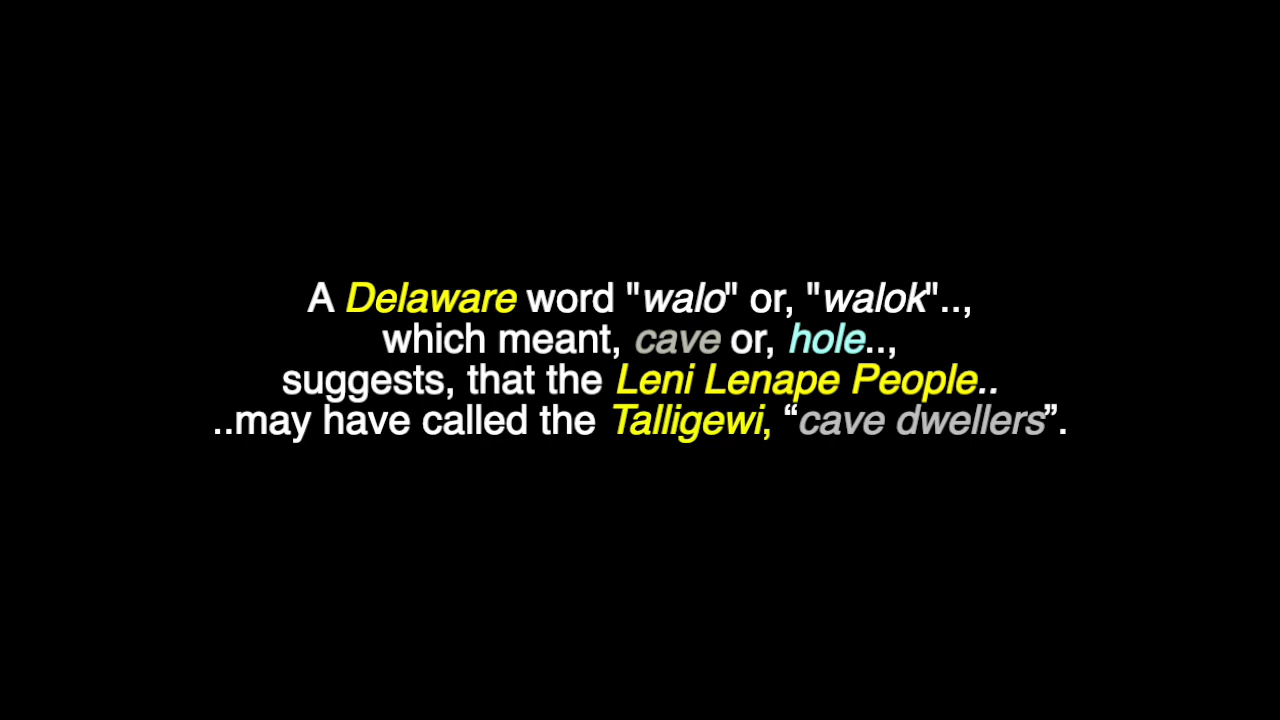 A Delaware word "walo" or, "walok"..,
which meant, cave or, hole..,
suggests, that the Leni Lenape People..
..may have called the Talligewi, “cave dwellers”.